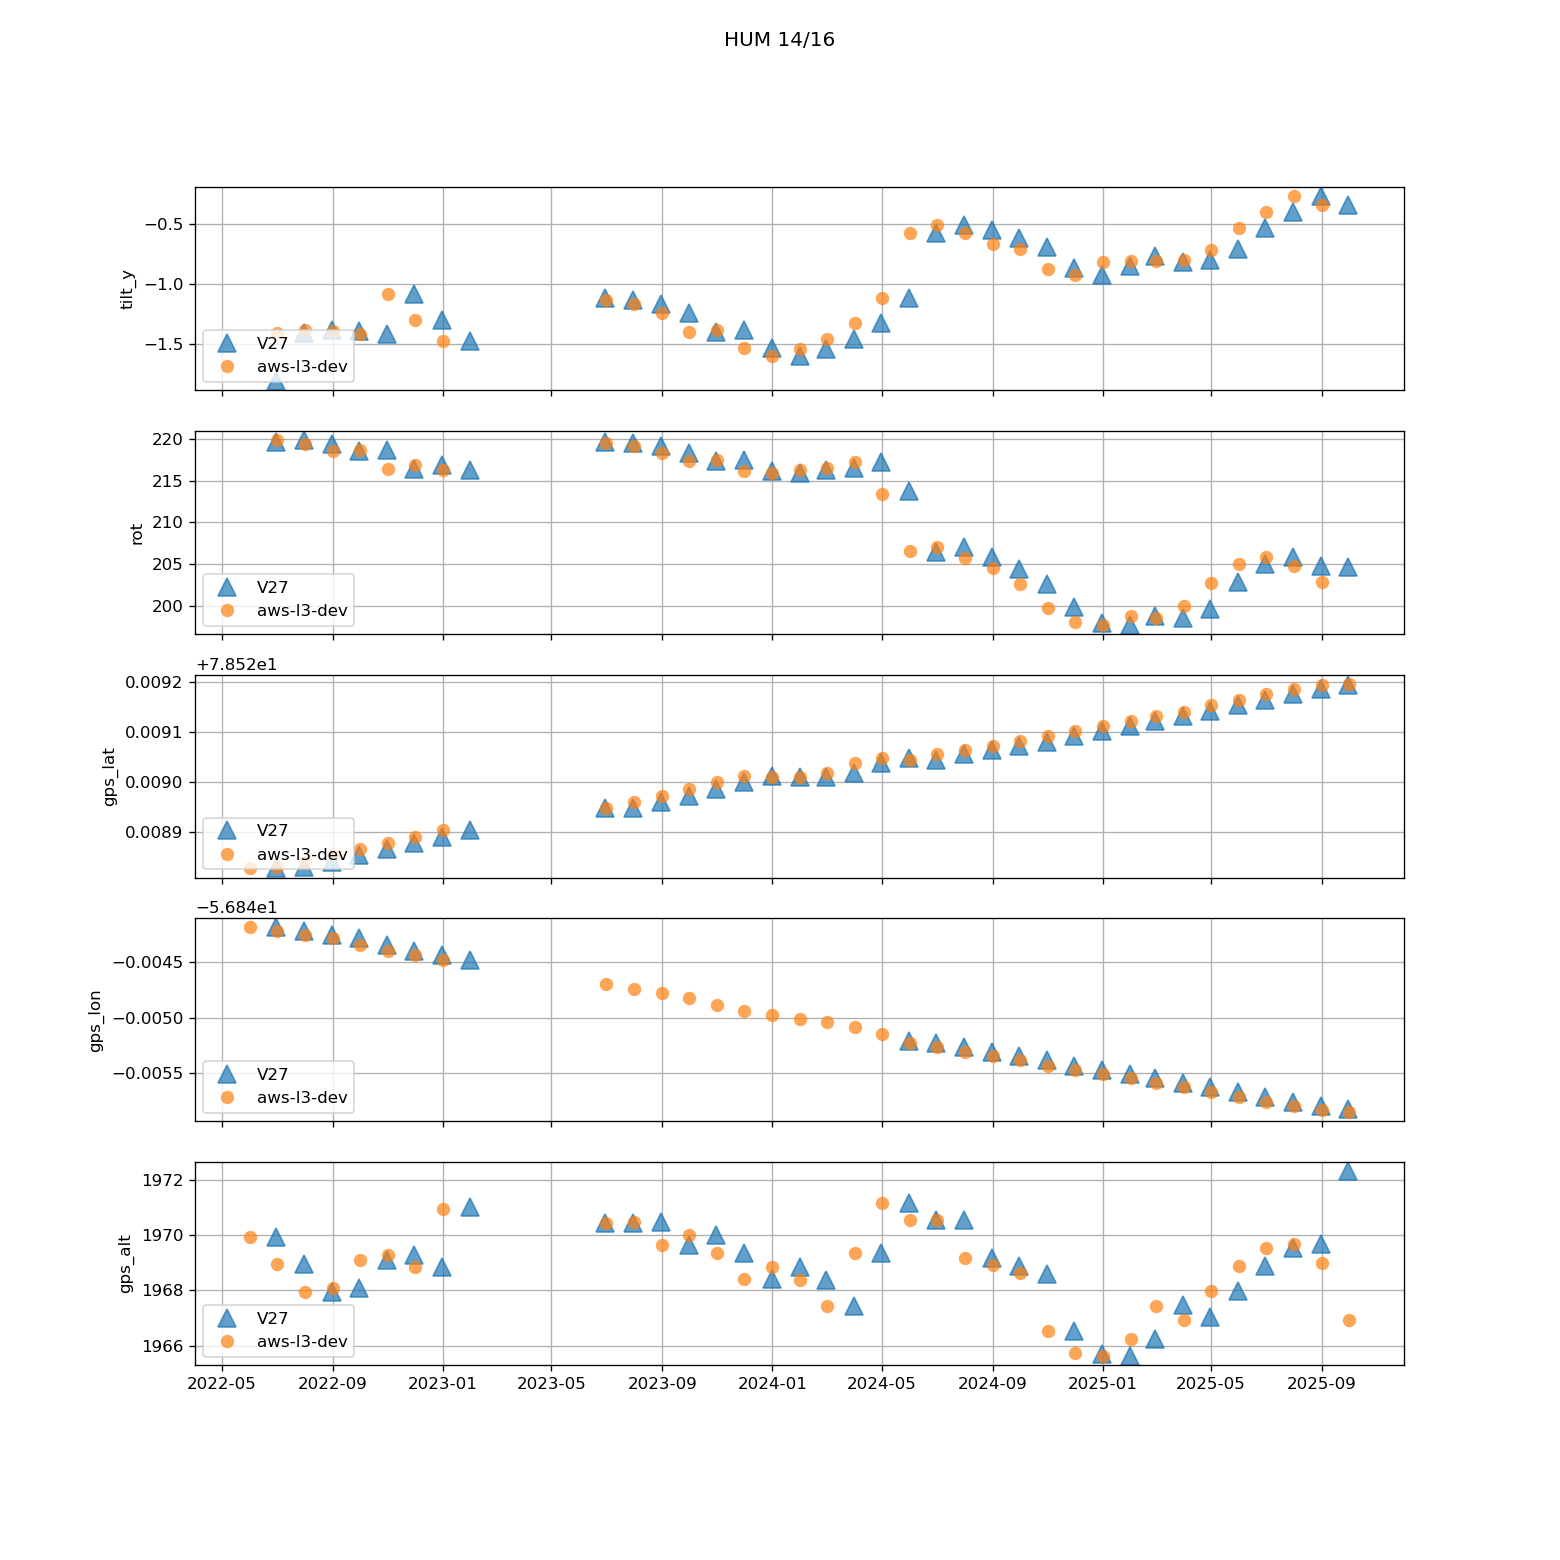 HUM 14/16
−0.5
−1.0
−1.5
tilt_y
V27
aws-l3-dev
220
215
210
205
200
rot
V27
aws-l3-dev
+7.852e1
0.0092
0.0091
0.0090
0.0089
gps_lat
V27
aws-l3-dev
−5.684e1
−0.0045
−0.0050
−0.0055
gps_lon
V27
aws-l3-dev
1972
1970
1968
1966
gps_alt
V27
aws-l3-dev
2022-05 2022-09 2023-01 2023-05 2023-09 2024-01 2024-05 2024-09 2025-01 2025-05 2025-09